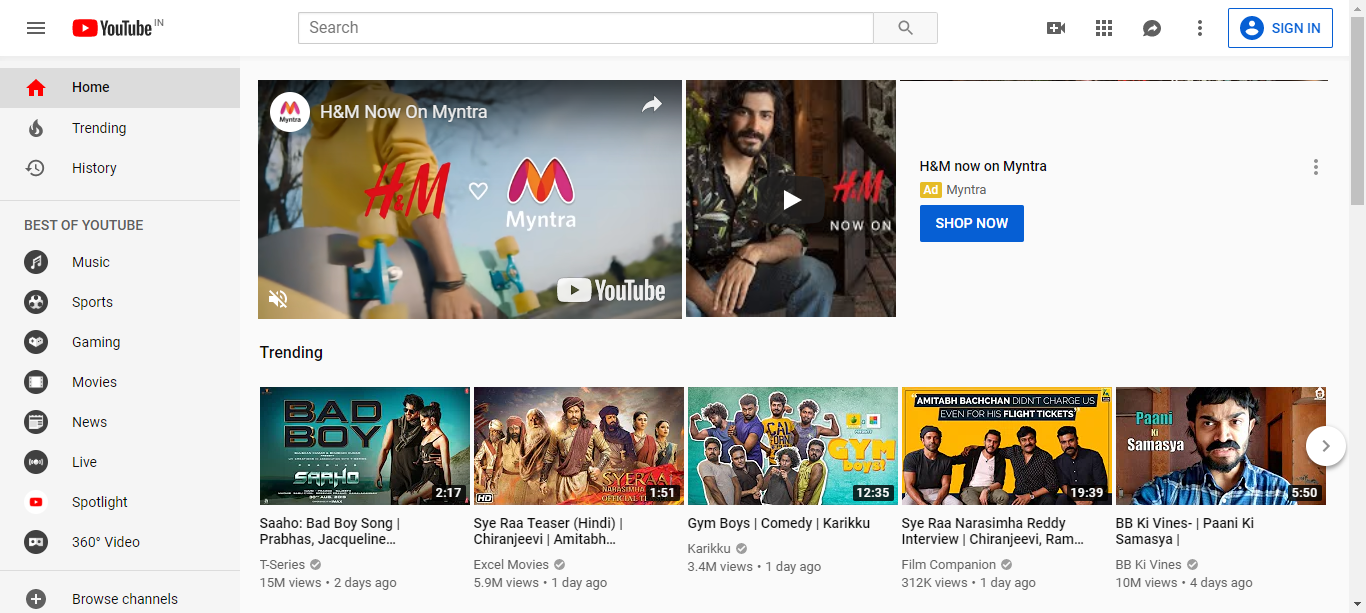 YouTube IN
Search
SIGN IN
Home
Trending
History
BEST OF YOUTUBE
Music
Sports
Gaming
Movies
News
Live
Spotlight
360° Video
Browse channels
Myntra
H&M Now On Myntra
H&M
Myntra
YouTube
H&M
NOW ON
H&M now on Myntra
Ad Myntra
SHOP NOW
Trending
BAD
BOY
SAAHO
2:17
Saaho: Bad Boy Song |
Prabhas, Jacqueline...
T-Series
15M views • 2 days ago
SYERAA
NARASIMHA
OFFICIAL
HD
1:51
Sye Raa Teaser (Hindi) |
Chiranjeevi | Amitabh...
Excel Movies
5.9M views • 1 day ago
CAL
FORN
GYM
boys!
12:35
Gym Boys | Comedy | Karikku
Karikku
3.4M views • 1 day ago
"AMITABH BACHCHAN DIDN'T CHARGE US
EVEN FOR HIS FLIGHT TICKETS"
19:39
Sye Raa Narasimha Reddy
Interview | Chiranjeevi, Ram...
Film Companion
312K views • 1 day ago
Paani
Ki
Samasya
5:50
BB Ki Vines- | Paani Ki
Samasya |
BB Ki Vines
10M views • 4 days ago